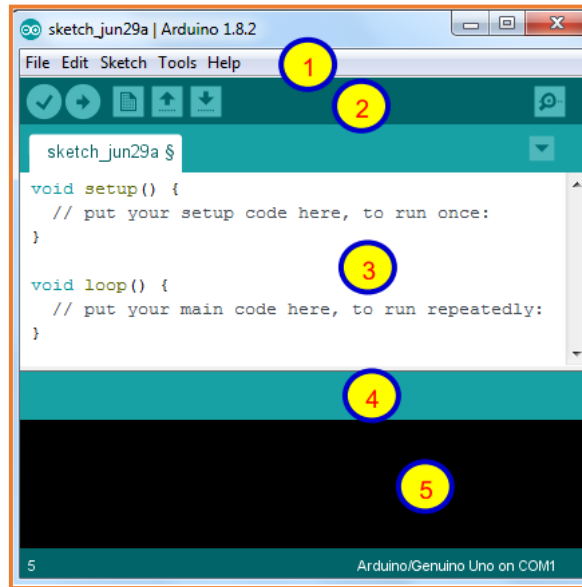 sketch_jun29a | Arduino 1.8.2
File Edit Sketch Tools Help
1
2
sketch_jun29a §
void setup() {
  // put your setup code here, to run once:
}
3
void loop() {
  // put your main code here, to run repeatedly:
}
4
5
5 Arduino/Genuino Uno on COM1